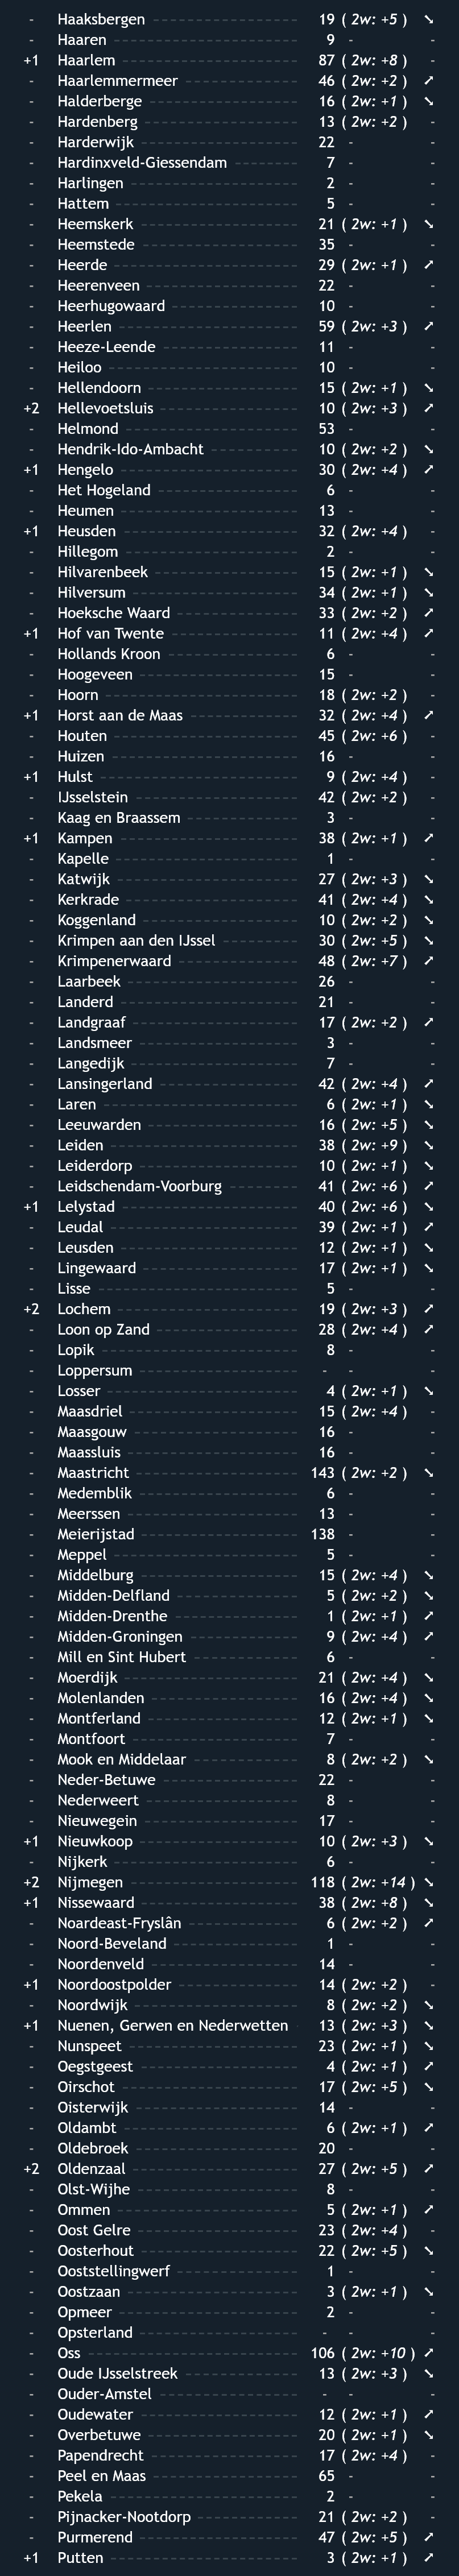 - Haaksbergen 19 ( 2w: +5 ) ↘
- Haaren 9 - -
+1 Haarlem 87 ( 2w: +8 ) -
- Haarlemmermeer 46 ( 2w: +2 ) ↗
- Halderberge 16 ( 2w: +1 ) ↘
- Hardenberg 13 ( 2w: +2 ) -
- Harderwijk 22 - -
- Hardinxveld-Giessendam 7 - -
- Harlingen 2 - -
- Hattem 5 - -
- Heemskerk 21 ( 2w: +1 ) ↘
- Heemstede 35 - -
- Heerde 29 ( 2w: +1 ) ↗
- Heerenveen 22 - -
- Heerhugowaard 10 - -
- Heerlen 59 ( 2w: +3 ) ↗
- Heeze-Leende 11 - -
- Heiloo 10 - -
- Hellendoorn 15 ( 2w: +1 ) ↘
+2 Hellevoetsluis 10 ( 2w: +3 ) ↗
- Helmond 53 - -
- Hendrik-Ido-Ambacht 10 ( 2w: +2 ) ↘
+1 Hengelo 30 ( 2w: +4 ) ↗
- Het Hogeland 6 - -
- Heumen 13 - -
+1 Heusden 32 ( 2w: +4 ) -
- Hillegom 2 - -
- Hilvarenbeek 15 ( 2w: +1 ) ↘
- Hilversum 34 ( 2w: +1 ) ↘
- Hoeksche Waard 33 ( 2w: +2 ) ↗
+1 Hof van Twente 11 ( 2w: +4 ) ↗
- Hollands Kroon 6 - -
- Hoogeveen 15 - -
- Hoorn 18 ( 2w: +2 ) -
+1 Horst aan de Maas 32 ( 2w: +4 ) ↗
- Houten 45 ( 2w: +6 ) -
- Huizen 16 - -
+1 Hulst 9 ( 2w: +4 ) -
- IJsselstein 42 ( 2w: +2 ) -
- Kaag en Braassem 3 - -
+1 Kampen 38 ( 2w: +1 ) ↗
- Kapelle 1 - -
- Katwijk 27 ( 2w: +3 ) ↘
- Kerkrade 41 ( 2w: +4 ) ↘
- Koggenland 10 ( 2w: +2 ) ↘
- Krimpen aan den IJssel 30 ( 2w: +5 ) ↘
- Krimpenerwaard 48 ( 2w: +7 ) ↗
- Laarbeek 26 - -
- Landerd 21 - -
- Landgraaf 17 ( 2w: +2 ) ↗
- Landsmeer 3 - -
- Langedijk 7 - -
- Lansingerland 42 ( 2w: +4 ) ↗
- Laren 6 ( 2w: +1 ) ↘
- Leeuwarden 16 ( 2w: +5 ) ↘
- Leiden 38 ( 2w: +9 ) ↘
- Leiderdorp 10 ( 2w: +1 ) ↘
- Leidschendam-Voorburg 41 ( 2w: +6 ) ↗
+1 Lelystad 40 ( 2w: +6 ) ↘
- Leudal 39 ( 2w: +1 ) ↗
- Leusden 12 ( 2w: +1 ) ↘
- Lingewaard 17 ( 2w: +1 ) ↘
- Lisse 5 - -
+2 Lochem 19 ( 2w: +3 ) ↗
- Loon op Zand 28 ( 2w: +4 ) ↗
- Lopik 8 - -
- Loppersum - - -
- Losser 4 ( 2w: +1 ) ↘
- Maasdriel 15 ( 2w: +4 ) -
- Maasgouw 16 - -
- Maassluis 16 - -
- Maastricht 143 ( 2w: +2 ) ↘
- Medemblik 6 - -
- Meerssen 13 - -
- Meierijstad 138 - -
- Meppel 5 - -
- Middelburg 15 ( 2w: +4 ) ↘
- Midden-Delfland 5 ( 2w: +2 ) ↘
- Midden-Drenthe 1 ( 2w: +1 ) ↗
- Midden-Groningen 9 ( 2w: +4 ) ↗
- Mill en Sint Hubert 6 - -
- Moerdijk 21 ( 2w: +4 ) ↘
- Molenlanden 16 ( 2w: +4 ) ↘
- Montferland 12 ( 2w: +1 ) ↘
- Montfoort 7 - -
- Mook en Middelaar 8 ( 2w: +2 ) ↘
- Neder-Betuwe 22 - -
- Nederweert 8 - -
- Nieuwegein 17 - -
+1 Nieuwkoop 10 ( 2w: +3 ) ↘
- Nijkerk 6 - -
+2 Nijmegen 118 ( 2w: +14 ) ↘
+1 Nissewaard 38 ( 2w: +8 ) ↘
- Noardeast-Fryslân 6 ( 2w: +2 ) ↗
- Noord-Beveland 1 - -
- Noordenveld 14 - -
+1 Noordoostpolder 14 ( 2w: +2 ) -
- Noordwijk 8 ( 2w: +2 ) ↘
+1 Nuenen, Gerwen en Nederwetten 13 ( 2w: +3 ) ↘
- Nunspeet 23 ( 2w: +1 ) ↘
- Oegstgeest 4 ( 2w: +1 ) ↗
- Oirschot 17 ( 2w: +5 ) ↘
- Oisterwijk 14 - -
- Oldambt 6 ( 2w: +1 ) ↗
- Oldebroek 20 - -
+2 Oldenzaal 27 ( 2w: +5 ) ↗
- Olst-Wijhe 8 - -
- Ommen 5 ( 2w: +1 ) ↗
- Oost Gelre 23 ( 2w: +4 ) -
- Oosterhout 22 ( 2w: +5 ) ↘
- Ooststellingwerf 1 - -
- Oostzaan 3 ( 2w: +1 ) ↘
- Opmeer 2 - -
- Opsterland - - -
- Oss 106 ( 2w: +10 ) ↗
- Oude IJsselstreek 13 ( 2w: +3 ) ↘
- Ouder-Amstel - - -
- Oudewater 12 ( 2w: +1 ) ↗
- Overbetuwe 20 ( 2w: +1 ) ↘
- Papendrecht 17 ( 2w: +4 ) -
- Peel en Maas 65 - -
- Pekela 2 - -
- Pijnacker-Nootdorp 21 ( 2w: +2 ) -
- Purmerend 47 ( 2w: +5 ) ↗
+1 Putten 3 ( 2w: +1 ) ↗